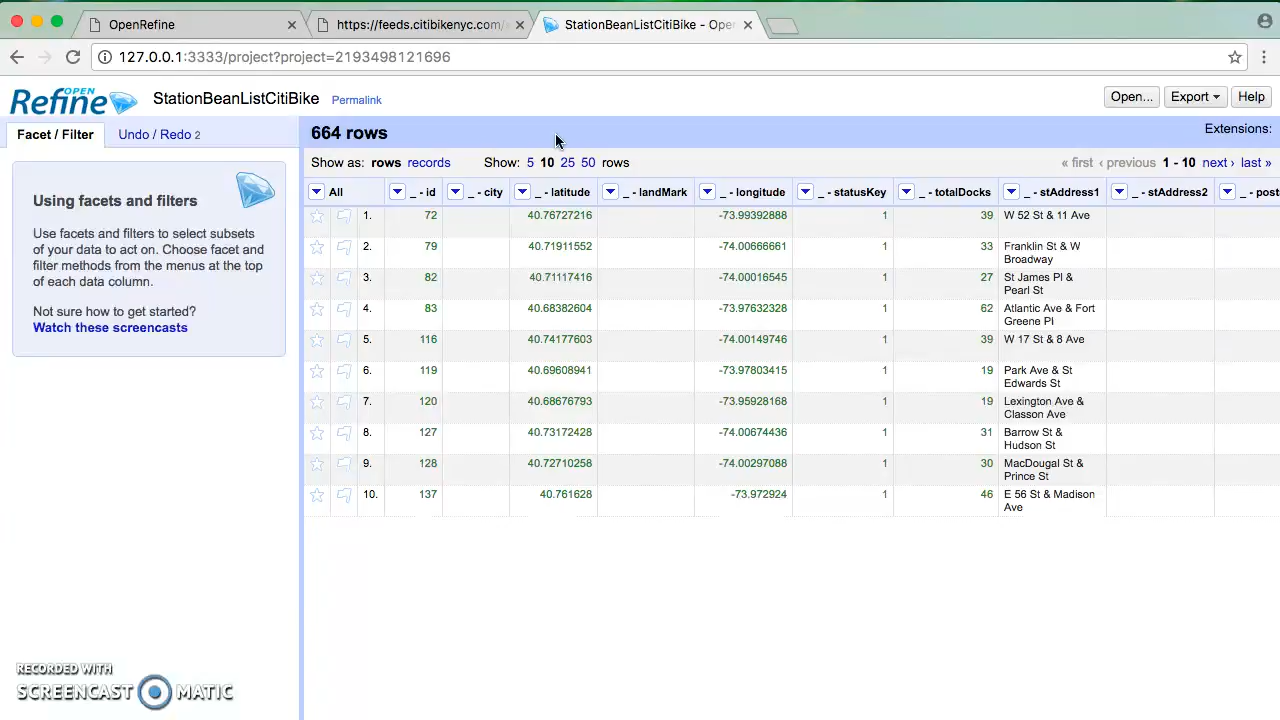 OpenRefine
https://feeds.citibikenyc.com/
StationBeanListCitiBike - Ope
127.0.0.1:3333/project?project=2193498121696
OPEN
Refine
StationBeanListCitiBike Permalink
Open... Export Help
Facet / Filter Undo / Redo 2
664 rows
Extensions:
Show as: rows records Show: 5 10 25 50 rows
« first ‹ previous 1 - 10 next › last »
All _ - id _ - city _ - latitude _ - landMark _ - longitude _ - statusKey _ - totalDocks _ - stAddress1 _ - stAddress2 _ - post
1. 72 40.76727216 -73.99392888 1 39 W 52 St & 11 Ave
2. 79 40.71911552 -74.00666661 1 33 Franklin St & W
Broadway
3. 82 40.71117416 -74.00016545 1 27 St James Pl &
Pearl St
4. 83 40.68382604 -73.97632328 1 62 Atlantic Ave & Fort
Greene Pl
5. 116 40.74177603 -74.00149746 1 39 W 17 St & 8 Ave
6. 119 40.69608941 -73.97803415 1 19 Park Ave & St
Edwards St
7. 120 40.68676793 -73.95928168 1 19 Lexington Ave &
Classon Ave
8. 127 40.73172428 -74.00674436 1 31 Barrow St &
Hudson St
9. 128 40.72710258 -74.00297088 1 30 MacDougal St &
Prince St
10. 137 40.761628 -73.972924 1 46 E 56 St & Madison
Ave
Using facets and filters
Use facets and filters to select subsets
of your data to act on. Choose facet and
filter methods from the menus at the top
of each data column.
Not sure how to get started?
Watch these screencasts
RECORDED WITH
SCREENCAST MATIC